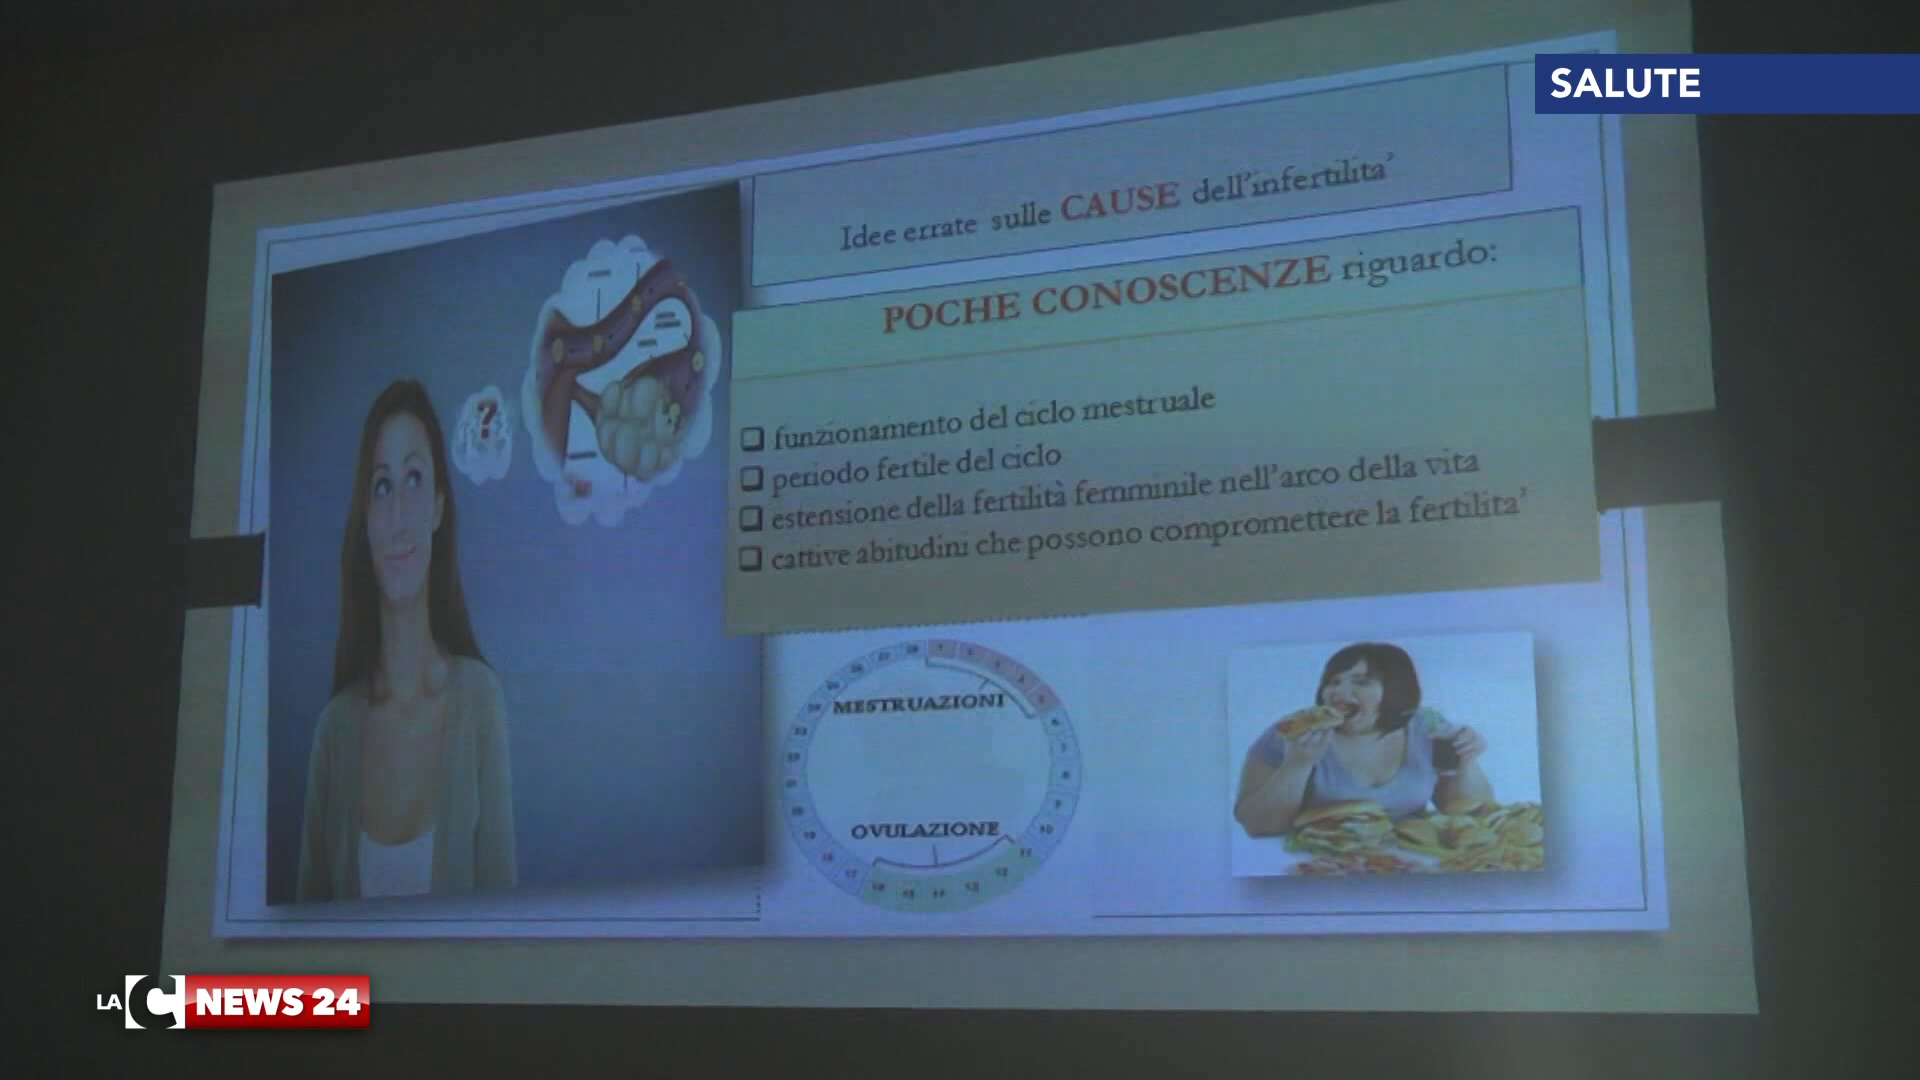 SALUTE
Idee errate sulle CAUSE dell'infertilita'
POCHE CONOSCENZE riguardo:
❑ funzionamento del ciclo mestruale
❑ periodo fertile del ciclo
❑ estensione della fertilità femminile nell'arco della vita
❑ cattive abitudini che possono compromettere la fertilita'
?
MESTRUAZIONI
OVULAZIONE
LA C NEWS 24